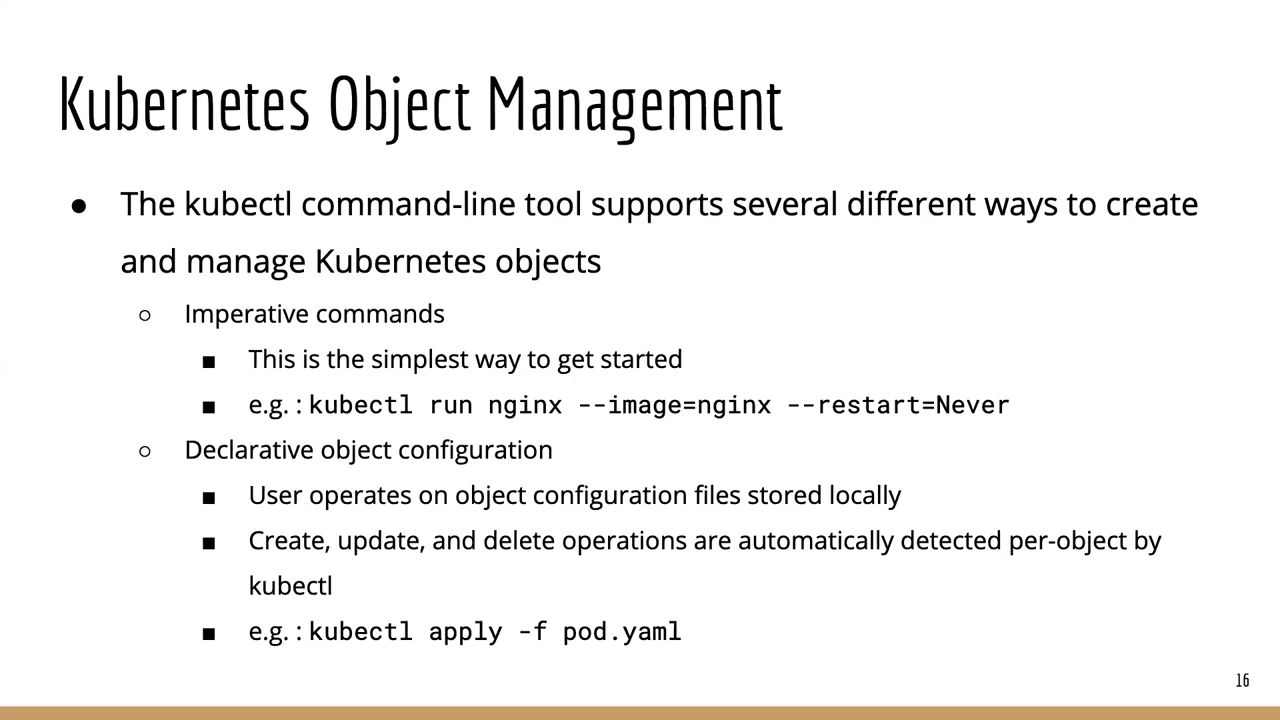 Kubernetes Object Management
● The kubectl command-line tool supports several different ways to create
and manage Kubernetes objects
○ Imperative commands
■ This is the simplest way to get started
■ e.g. : kubectl run nginx --image=nginx --restart=Never
○ Declarative object configuration
■ User operates on object configuration files stored locally
■ Create, update, and delete operations are automatically detected per-object by
kubectl
■ e.g. : kubectl apply -f pod.yaml
16